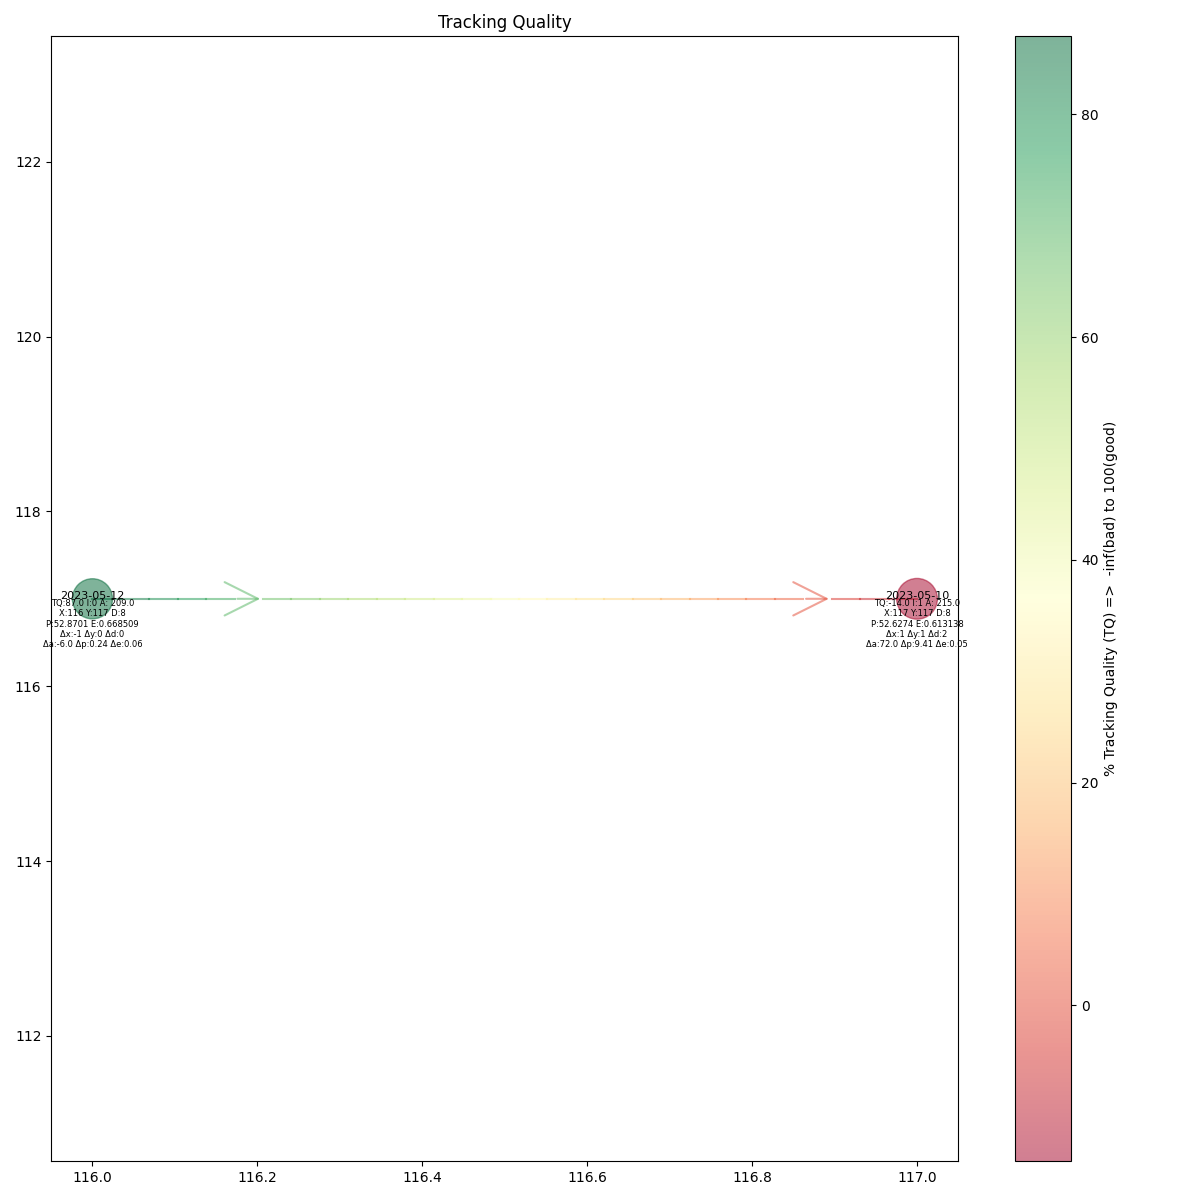 Tracking Quality
122
120
118
116
114
112
2023-05-12
TQ:87.0 I:0 A: 209.0
X:116 Y:117 D:8
P:52.8701 E:0.668509
Δx:-1 Δy:0 Δd:0
Δa:-6.0 Δp:0.24 Δe:0.06
2023-05-10
TQ:-14.0 I:1 A: 215.0
X:117 Y:117 D:8
P:52.6274 E:0.613138
Δx:1 Δy:1 Δd:2
Δa:72.0 Δp:9.41 Δe:0.05
116.0
116.2
116.4
116.6
116.8
117.0
80
60
40
20
0
% Tracking Quality (TQ) => -inf(bad) to 100(good)